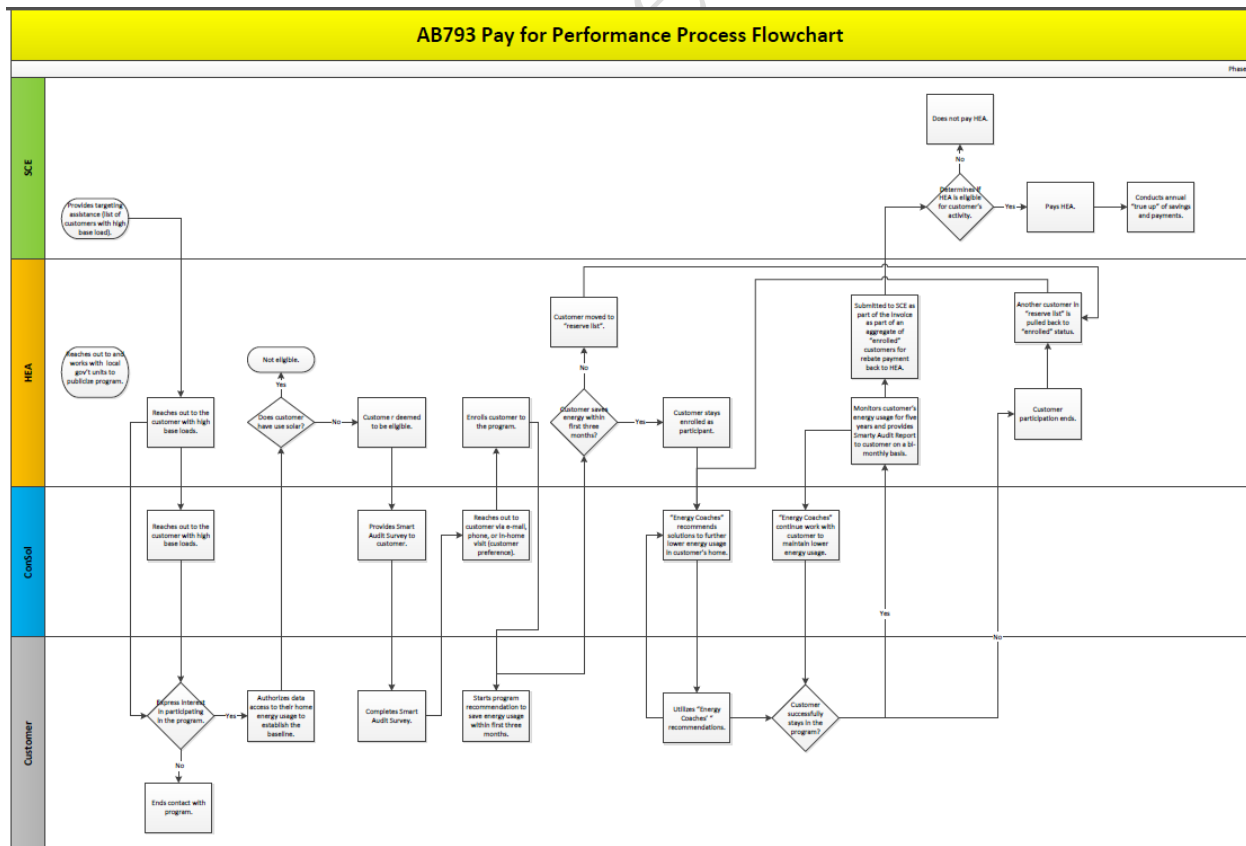 AB793 Pay for Performance Process Flowchart
Phase
SCE
Does not pay HEA.
No
Provides targeting
assistance (list of
customers with high
base load).
Determines if
HEA is eligible
for customer's
activity.
Yes
Pays HEA.
Conducts annual
"true up" of savings
and payments.
HEA
Reaches out to and
works with local
gov't units to
publicize program.
Reaches out to the
customer with high
base loads.
Not eligible.
Yes
Does customer
have use solar?
No
Custome r deemed
to be eligible.
Enrolls customer to
the program.
Customer moved to
"reserve list".
No
Customer saves
energy within
first three
months?
Yes
Customer stays
enrolled as
participant.
Submitted to SCE as
part of the invoice
as part of an
aggregate of
"enrolled"
customers for
rebate payment
back to HEA.
Monitors customer's
energy usage for five
years and provides
Smarty Audit Report
to customer on a bi-
monthly basis.
Another customer in
"reserve list" is
pulled back to
"enrolled" status.
Customer
participation ends.
ConSol
Reaches out to the
customer with high
base loads.
Provides Smart
Audit Survey to
customer.
Reaches out to
customer via e-mail,
phone, or in-home
visit (customer
preference).
"Energy Coaches"
recommends
solutions to further
lower energy usage
in customer's home.
"Energy Coaches"
continue work with
customer to
maintain lower
energy usage.
Yes
No
Customer
Express interest
in participating
in the program.
Yes
Authorizes data
access to their home
energy usage to
establish the
baseline.
Completes Smart
Audit Survey.
Starts program
recommendation to
save energy usage
within first three
months.
Utilizes "Energy
Coaches' "
recommendations.
Customer
successfully
stays in the
program?
No
Ends contact with
program.